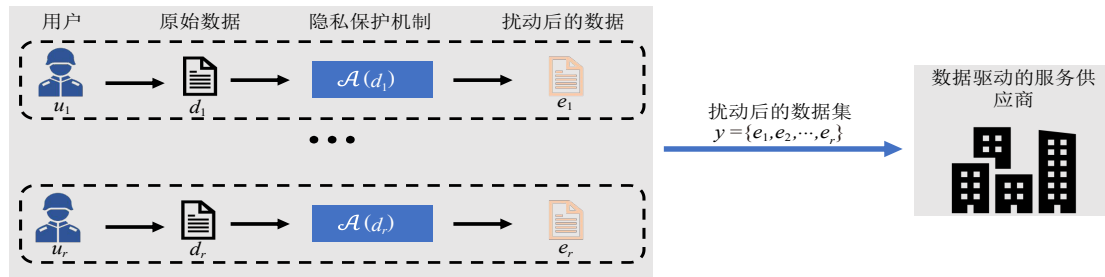 用户 原始数据 隐私保护机制 扰动后的数据
𝒜(d₁)
u₁ d₁ e₁
𝒜(dᵣ)
uᵣ dᵣ eᵣ
扰动后的数据集
y={e₁,e₂,⋯,eᵣ}
数据驱动的服务供
应商